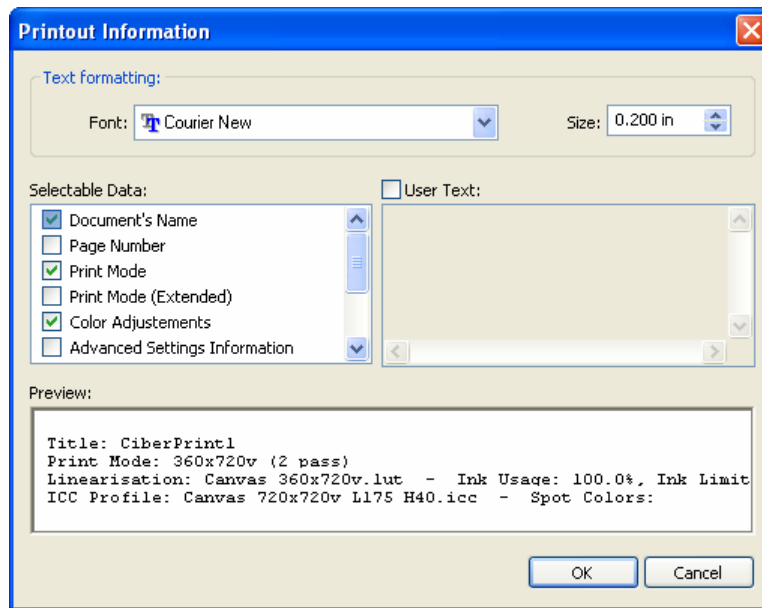 Printout Information
Text formatting:
Font: Courier New
Size: 0.200 in
Selectable Data:
User Text:
Document's Name
Page Number
Print Mode
Print Mode (Extended)
Color Adjustements
Advanced Settings Information
Preview:
Title: CiberPrint1
Print Mode: 360x720v (2 pass)
Linearisation: Canvas 360x720v.lut - Ink Usage: 100.0%, Ink Limit
ICC Profile: Canvas 720x720v L175 H40.icc - Spot Colors:
OK
Cancel